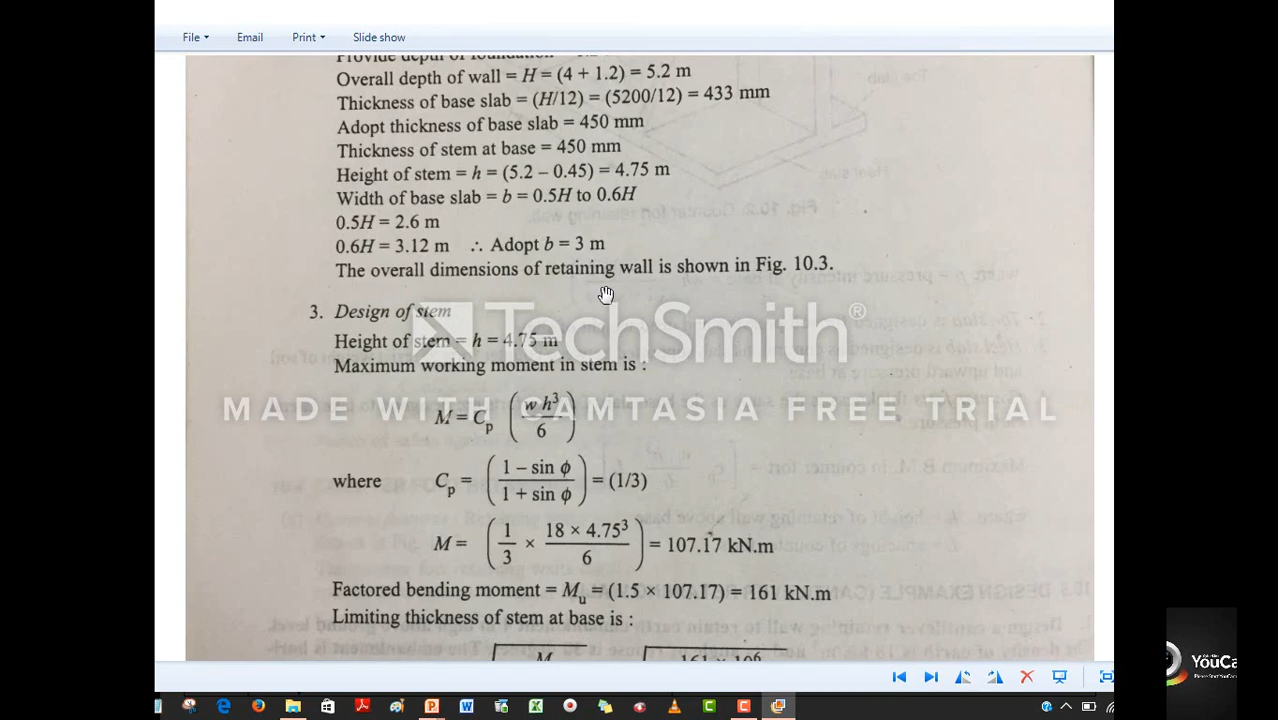 File Email Print Slide show
Overall depth of wall = H = (4 + 1.2) = 5.2 m
Thickness of base slab = (H/12) = (5200/12) = 433 mm
Adopt thickness of base slab = 450 mm
Thickness of stem at base = 450 mm
Height of stem = h = (5.2 – 0.45) = 4.75 m
Width of base slab = b = 0.5H to 0.6H
0.5H = 2.6 m
0.6H = 3.12 m ∴ Adopt b = 3 m
The overall dimensions of retaining wall is shown in Fig. 10.3.
3. Design of stem
TechSmith®
Height of stem = h = 4.75 m
Maximum working moment in stem is :
MADE WITH CAMTASIA FREE TRIAL
M = Cp (w h³ / 6)
where Cp = (1 – sin ϕ / 1 + sin ϕ) = (1/3)
M = (1/3 × 18 × 4.75³ / 6) = 107.17 kN.m
Factored bending moment = Mu = (1.5 × 107.17) = 161 kN.m
Limiting thickness of stem at base is :
YouCa